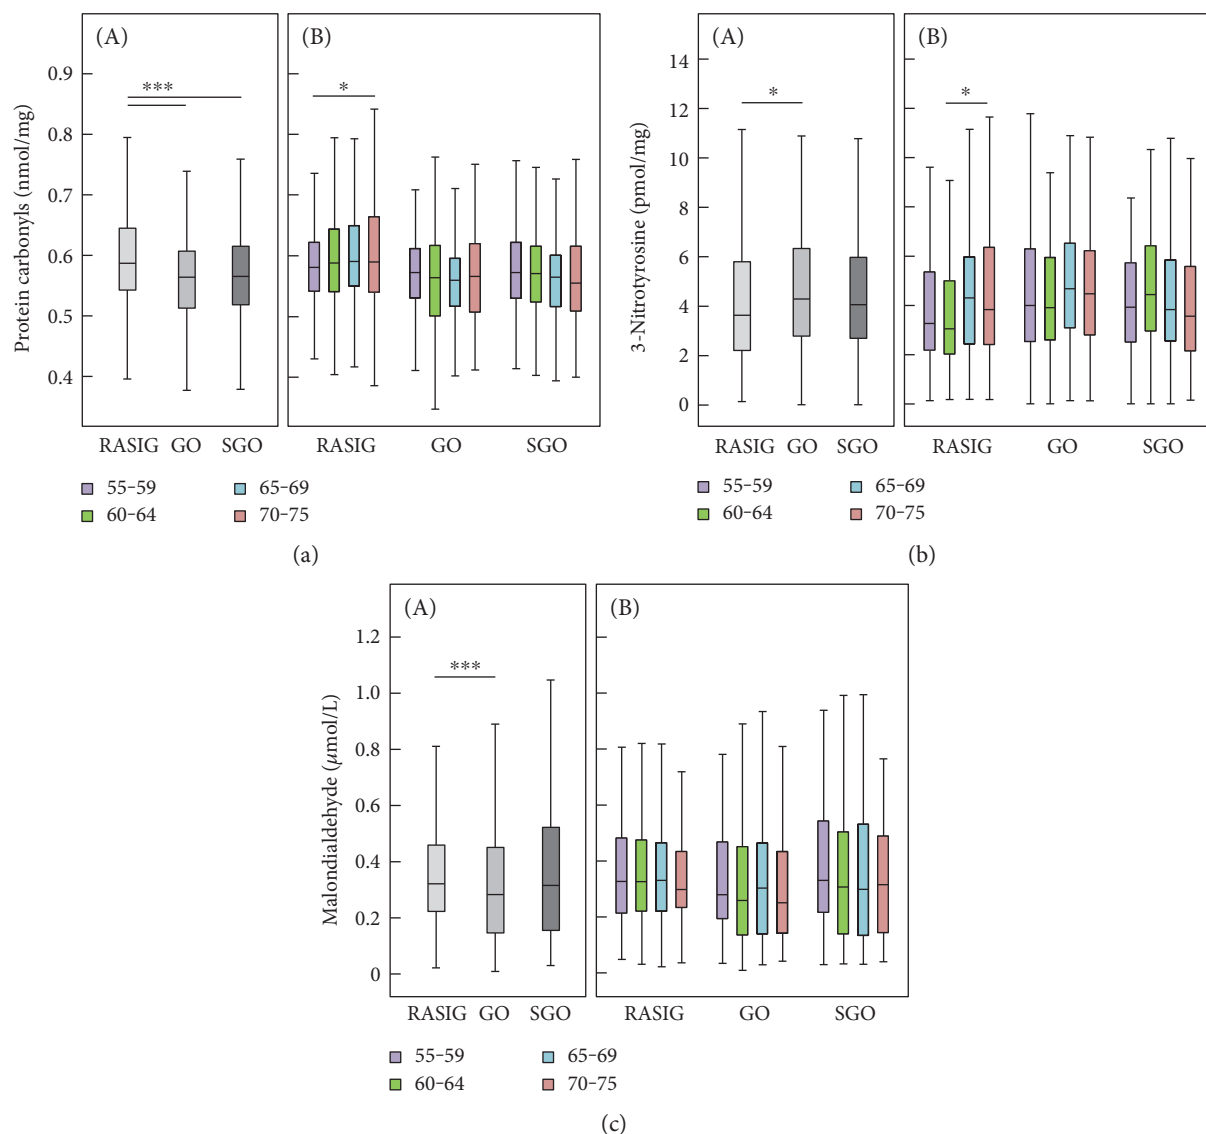 (A) (B)
0.9
0.8
0.7
0.6
0.5
0.4
Protein carbonyls (nmol/mg)
*** *
RASIG GO SGO RASIG GO SGO
55–59 65–69
60–64 70–75
(a)
(A) (B)
14
12
10
8
6
4
2
0
3-Nitrotyrosine (pmol/mg)
* *
RASIG GO SGO RASIG GO SGO
55–59 65–69
60–64 70–75
(b)
(A) (B)
1.2
1.0
0.8
0.6
0.4
0.2
0
Malondialdehyde (μmol/L)
***
RASIG GO SGO RASIG GO SGO
55–59 65–69
60–64 70–75
(c)